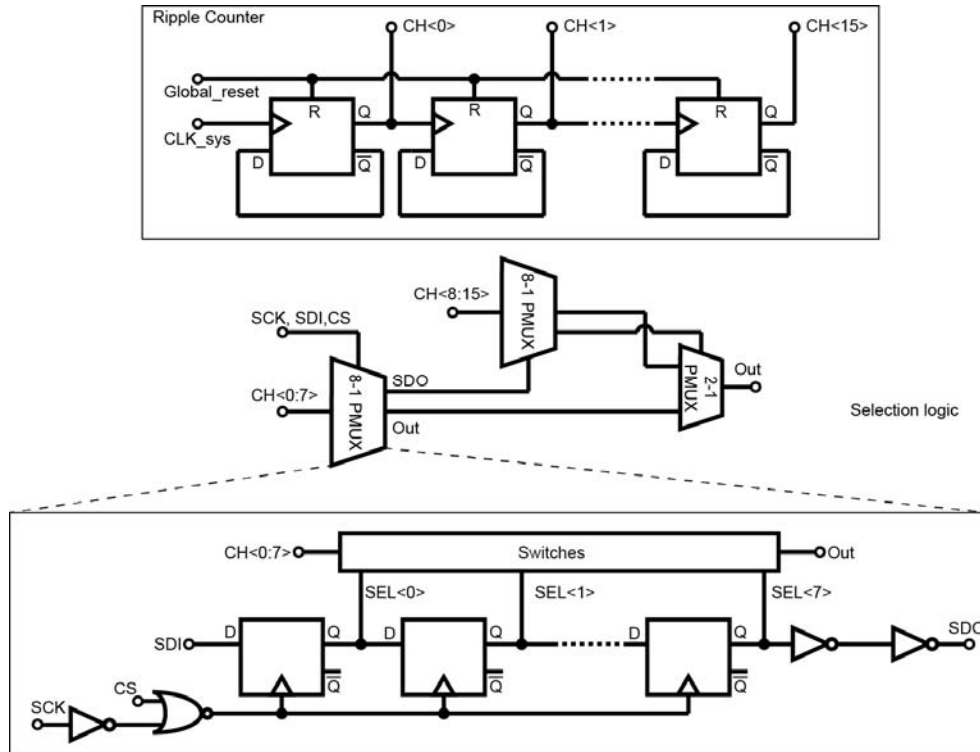 Ripple Counter
CH<0>
CH<1>
CH<15>
Global_reset
CLK_sys
R
Q
D
Q
R
Q
D
Q
R
Q
D
Q
CH<8:15>
8-1 PMUX
SCK, SDI,CS
SDO
CH<0:7>
8-1 PMUX
Out
2-1
PMUX
Out
Selection logic
CH<0:7>
Switches
Out
SEL<0>
SEL<1>
SEL<7>
SDI
D
Q
Q
D
Q
Q
D
Q
Q
SDO
CS
SCK